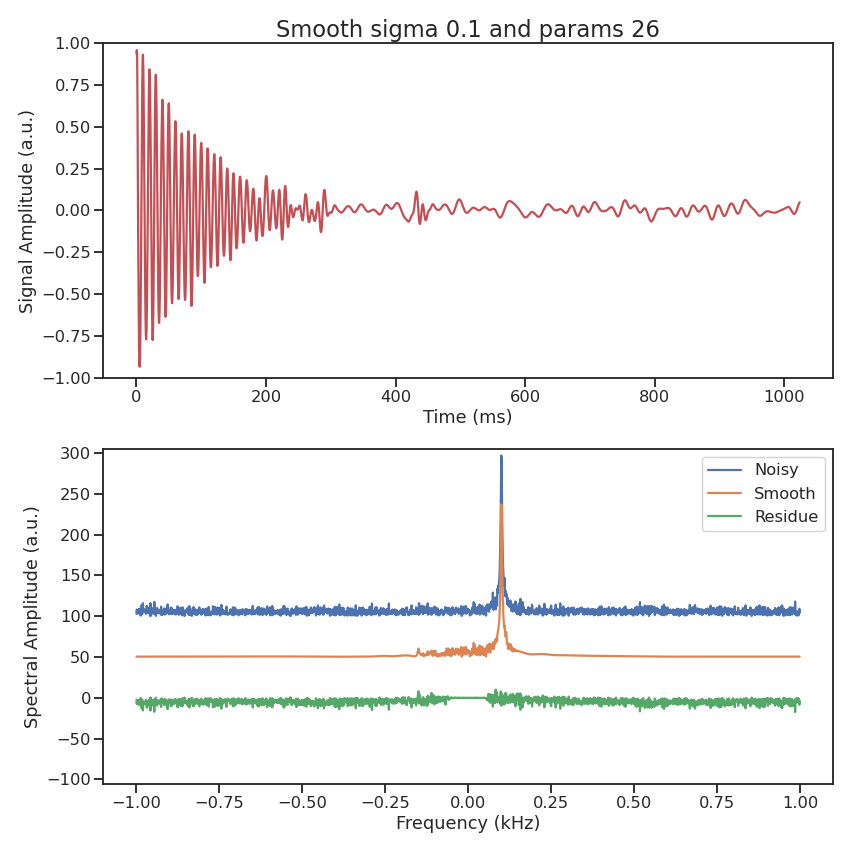 Smooth sigma 0.1 and params 26
1.00
0.75
0.50
0.25
0.00
−0.25
−0.50
−0.75
−1.00
Signal Amplitude (a.u.)
0 200 400 600 800 1000
Time (ms)
300
250
200
150
100
50
0
−50
−100
Spectral Amplitude (a.u.)
Noisy
Smooth
Residue
−1.00 −0.75 −0.50 −0.25 0.00 0.25 0.50 0.75 1.00
Frequency (kHz)